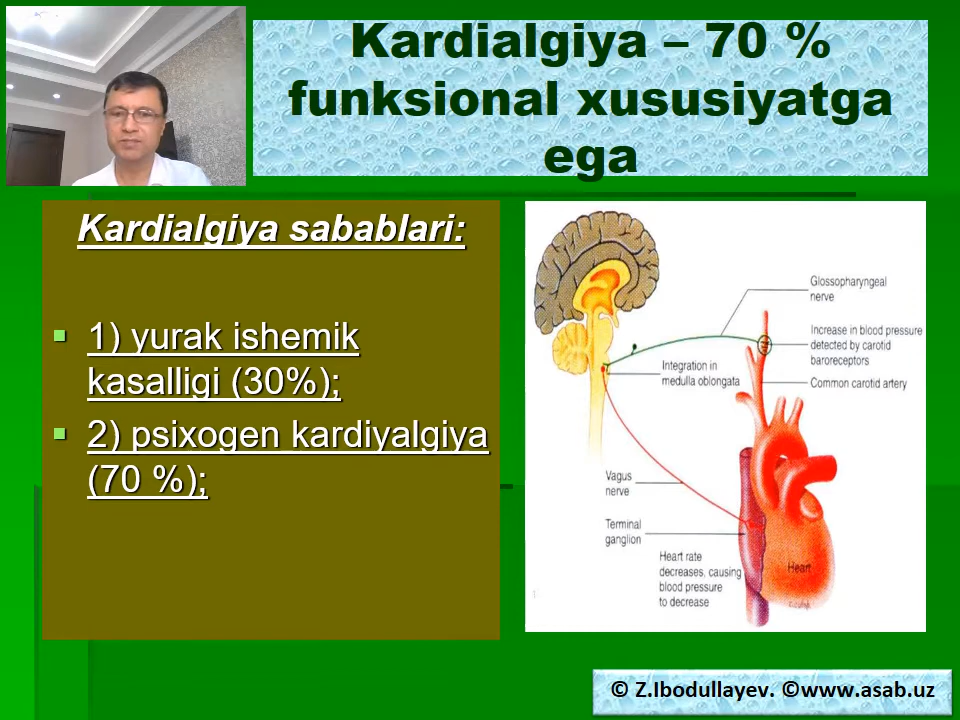 Kardialgiya – 70 %
funksional xususiyatga
ega
Kardialgiya sabablari:
1) yurak ishemik
kasalligi (30%);
2) psixogen kardiyalgiya
(70 %);
Glossopharyngeal
nerve
Increase in blood pressure
detected by carotid
baroreceptors
Integration in
medulla oblongata
Common carotid artery
Vagus
nerve
Terminal
ganglion
Heart rate
decreases, causing
blood pressure
to decrease
Heart
© Z.Ibodullayev. ©www.asab.uz